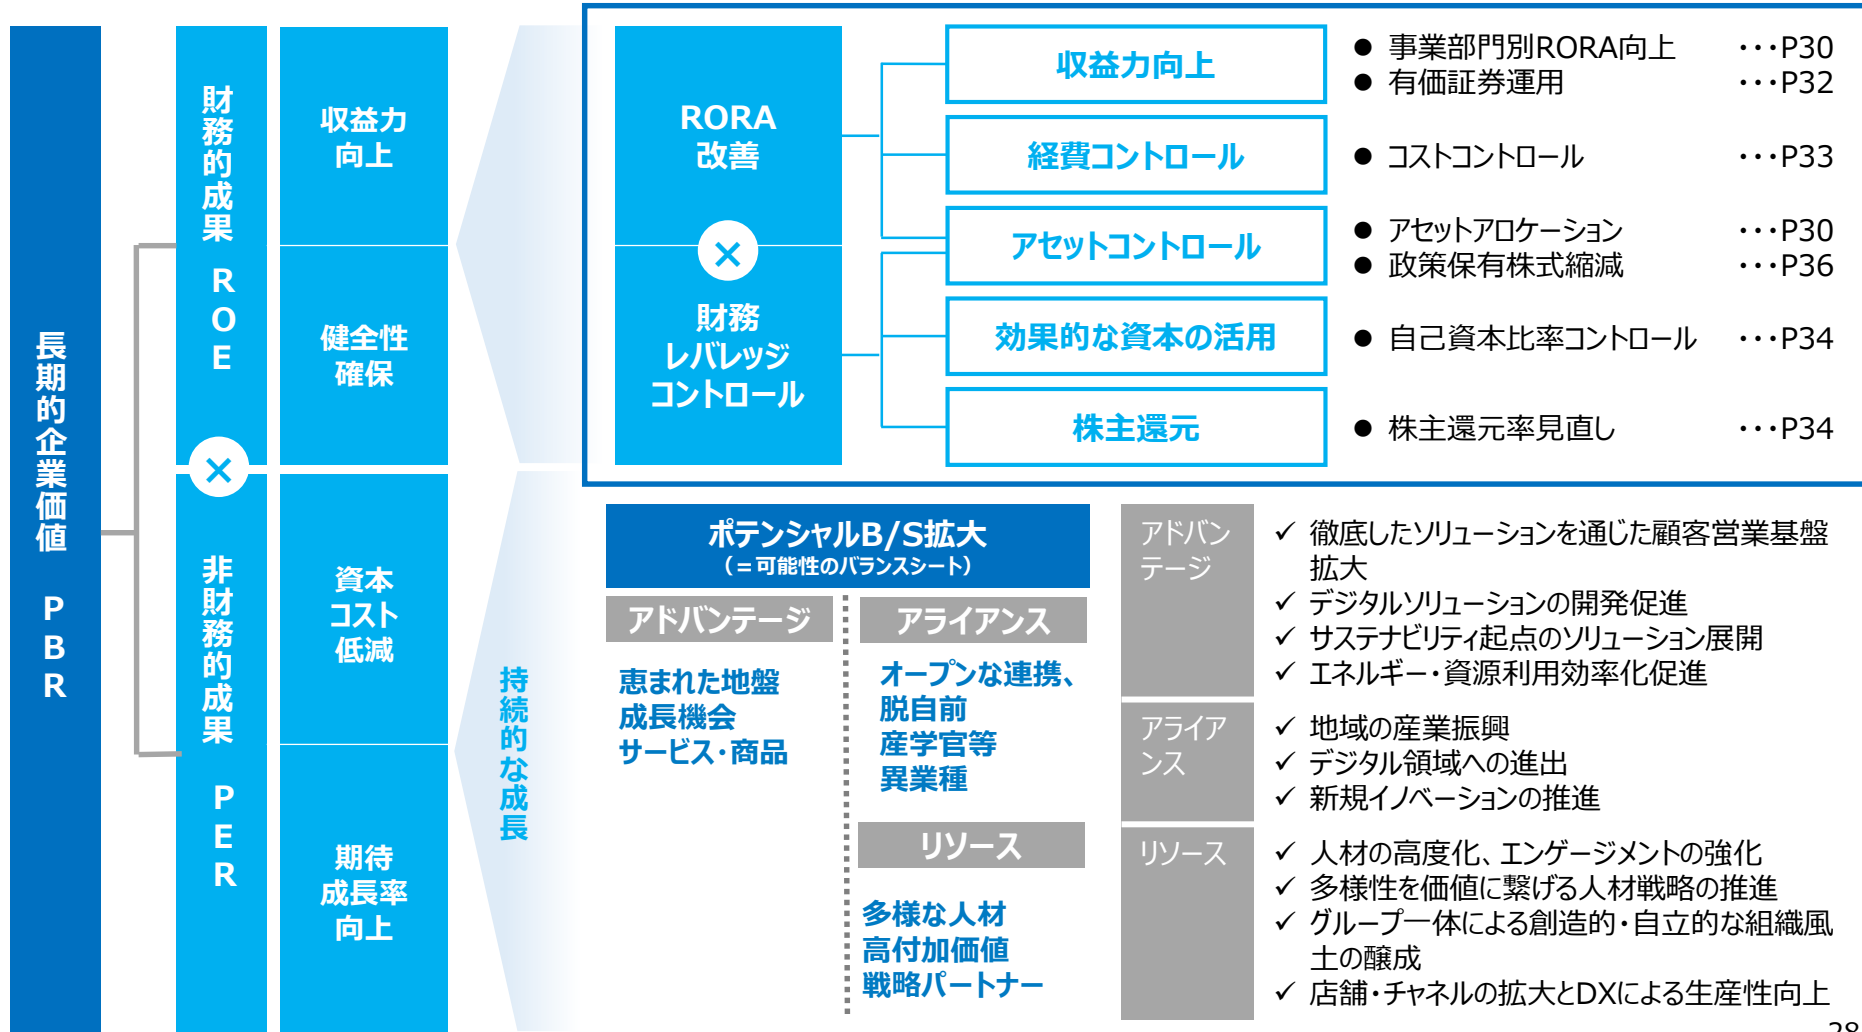 長期的企業価値 PBR
財務的成果 ROE
×
非財務的成果 PER
収益力
向上
健全性
確保
資本
コスト
低減
期待
成長率
向上
持続的な成長
RORA
改善
×
財務
レバレッジ
コントロール
収益力向上
● 事業部門別RORA向上 ・・・P30
● 有価証券運用 ・・・P32
経費コントロール
● コストコントロール ・・・P33
アセットコントロール
● アセットアロケーション ・・・P30
● 政策保有株式縮減 ・・・P36
効果的な資本の活用
● 自己資本比率コントロール ・・・P34
株主還元
● 株主還元率見直し ・・・P34
ポテンシャルB/S拡大
(＝可能性のバランスシート)
アドバンテージ
恵まれた地盤
成長機会
サービス・商品
アライアンス
オープンな連携、
脱自前
産学官等
異業種
リソース
多様な人材
高付加価値
戦略パートナー
アドバン
テージ
✓ 徹底したソリューションを通じた顧客営業基盤
拡大
✓ デジタルソリューションの開発促進
✓ サステナビリティ起点のソリューション展開
✓ エネルギー・資源利用効率化促進
アライア
ンス
✓ 地域の産業振興
✓ デジタル領域への進出
✓ 新規イノベーションの推進
リソース
✓ 人材の高度化、エンゲージメントの強化
✓ 多様性を価値に繋げる人材戦略の推進
✓ グループ一体による創造的・自立的な組織風
土の醸成
✓ 店舗・チャネルの拡大とDXによる生産性向上
28